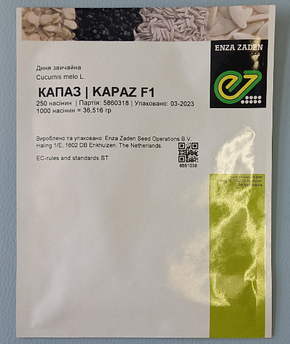 ENZA ZADEN
Диня звичайна
Cucumis melo L.
КАПАЗ | KAPAZ F1
250 насінин | Партія: 5860318 | Упаковано: 03-2023
1000 насінин = 36,516 гр
Вироблено та упаковано: Enza Zaden Seed Operations B.V.
Haling 1/E, 1602 DB Enkhuizen, The Netherlands
EC-rules and standards ST